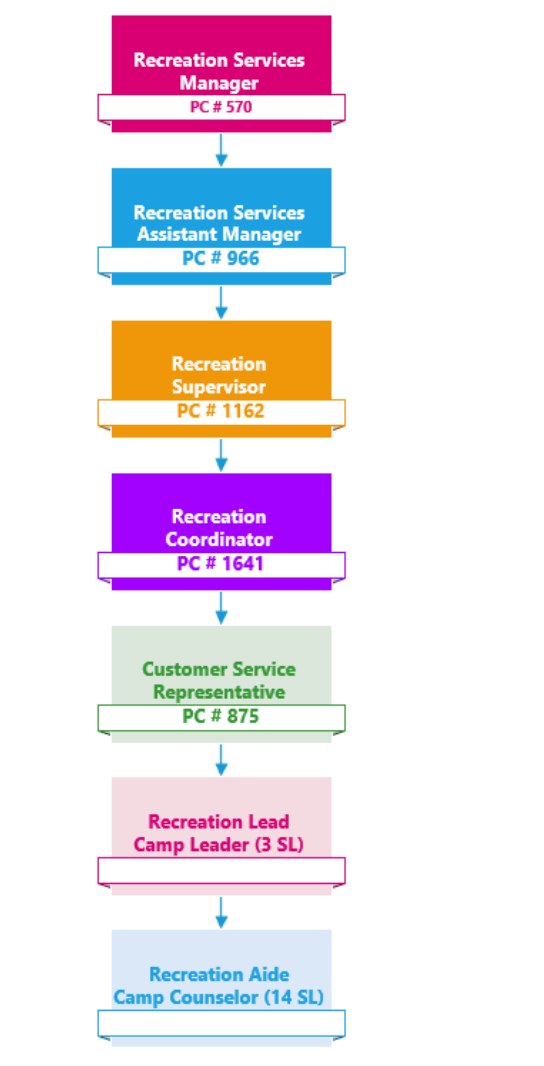 Recreation Services
Manager
PC # 570
Recreation Services
Assistant Manager
PC # 966
Recreation
Supervisor
PC # 1162
Recreation
Coordinator
PC # 1641
Customer Service
Representative
PC # 875
Recreation Lead
Camp Leader (3 SL)
Recreation Aide
Camp Counselor (14 SL)